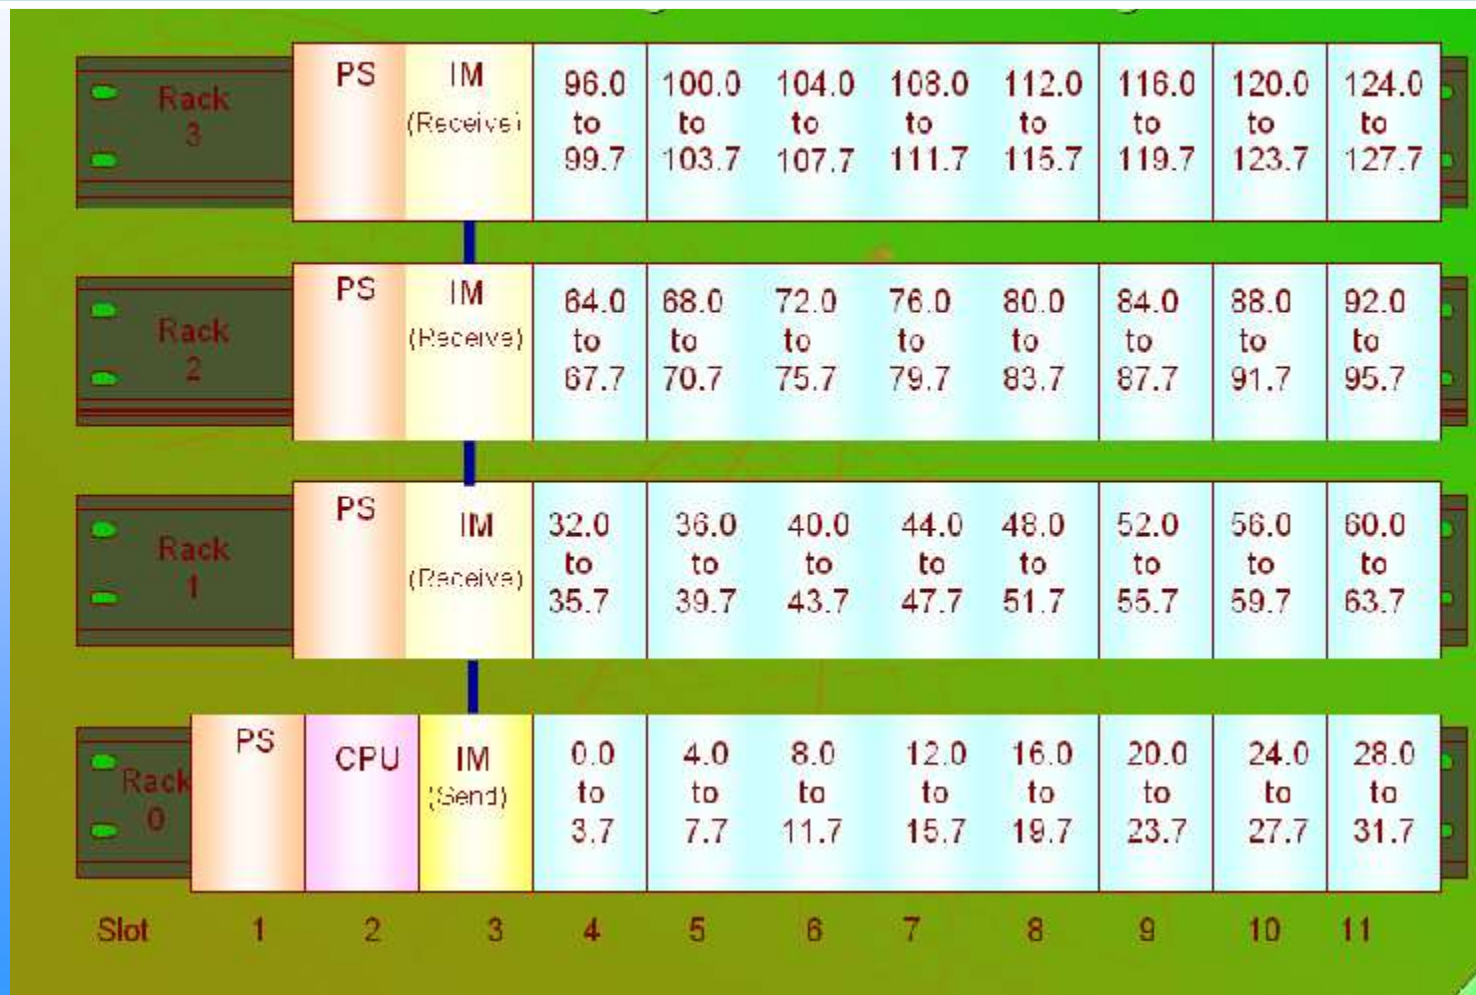 Rack
3
PS
IM
(Receive)
96.0
to
99.7
100.0
to
103.7
104.0
to
107.7
108.0
to
111.7
112.0
to
115.7
116.0
to
119.7
120.0
to
123.7
124.0
to
127.7
Rack
2
PS
IM
(Receive)
64.0
to
67.7
68.0
to
70.7
72.0
to
75.7
76.0
to
79.7
80.0
to
83.7
84.0
to
87.7
88.0
to
91.7
92.0
to
95.7
Rack
1
PS
IM
(Receive)
32.0
to
35.7
36.0
to
39.7
40.0
to
43.7
44.0
to
47.7
48.0
to
51.7
52.0
to
55.7
56.0
to
59.7
60.0
to
63.7
Rack
0
PS
CPU
IM
(Send)
0.0
to
3.7
4.0
to
7.7
8.0
to
11.7
12.0
to
15.7
16.0
to
19.7
20.0
to
23.7
24.0
to
27.7
28.0
to
31.7
Slot 1 2 3 4 5 6 7 8 9 10 11